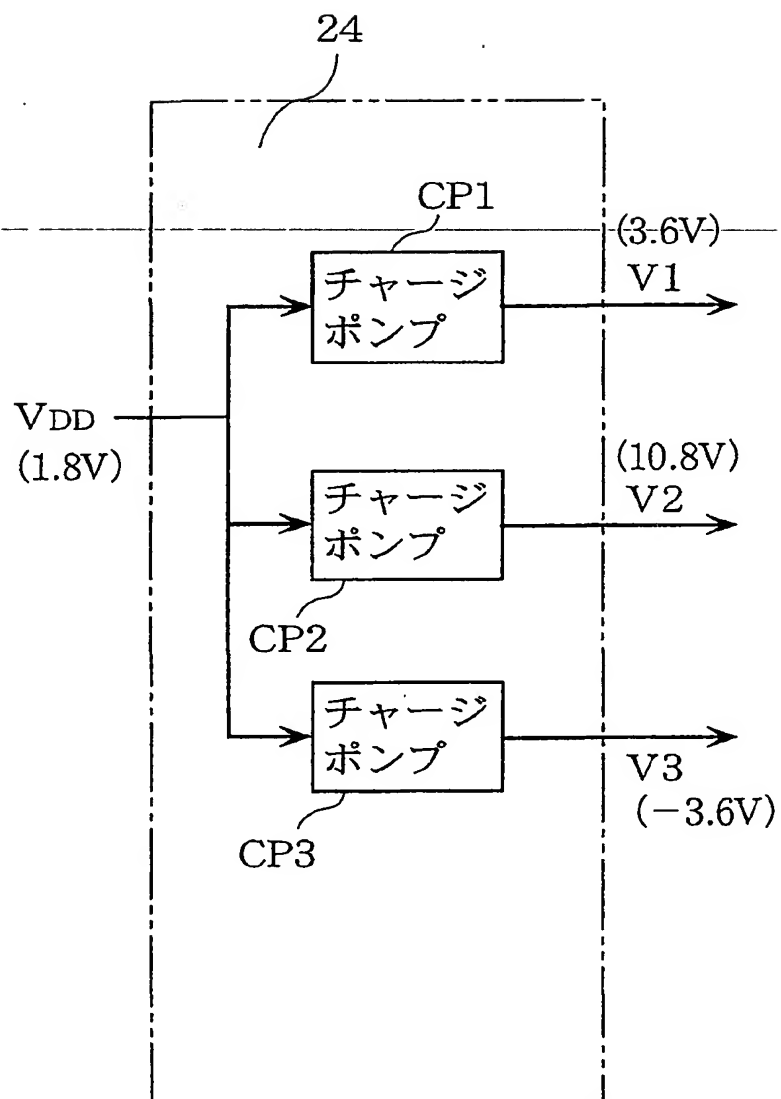 24
CP1
(3.6V)
チャージ
ポンプ
V1
VDD
(1.8V)
(10.8V)
チャージ
ポンプ
V2
CP2
チャージ
ポンプ
V3
(−3.6V)
CP3